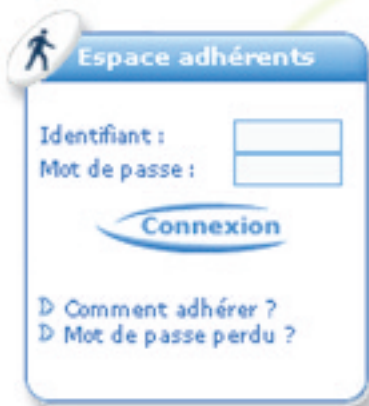 Espace adhérents
Identifiant :
Mot de passe :
Connexion
Comment adhérer ?
Mot de passe perdu ?